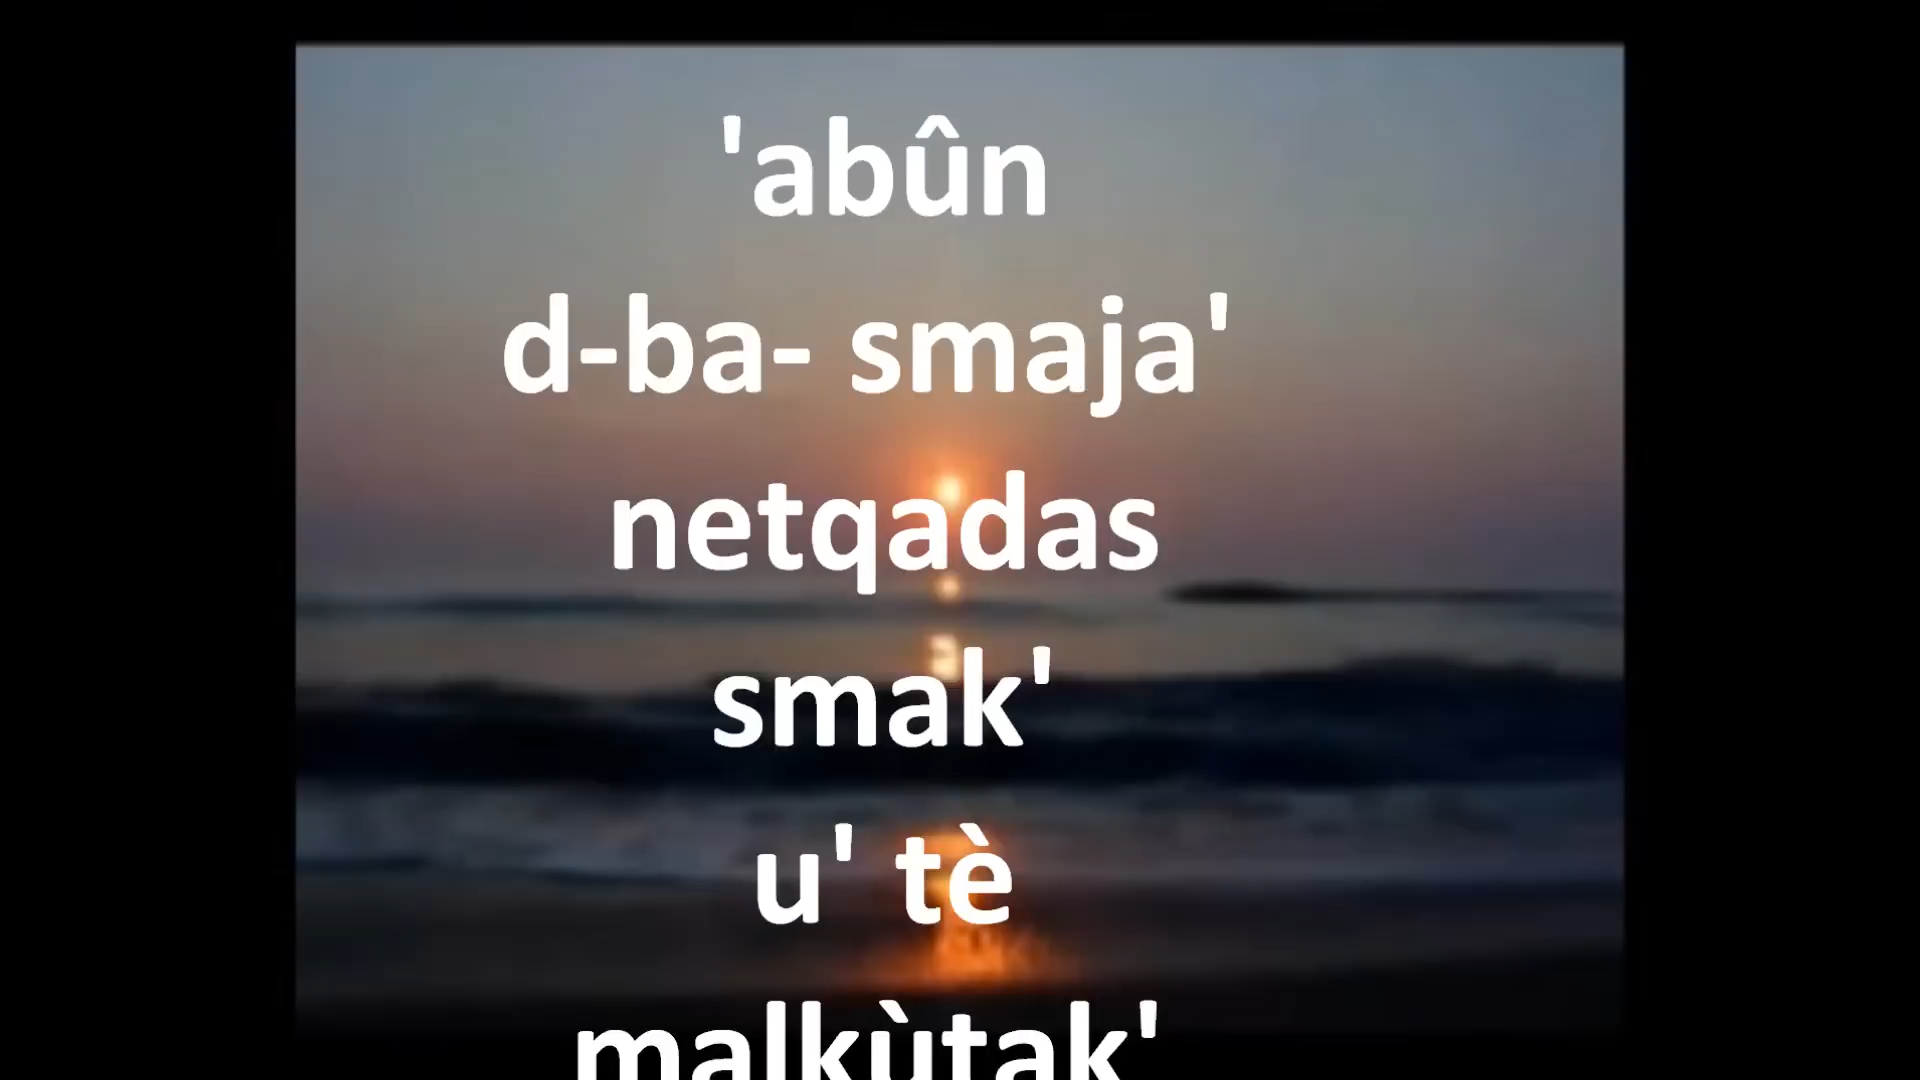 'abûn
d-ba- smaja'
netqadas
smak'
u' tè
malkùtak'